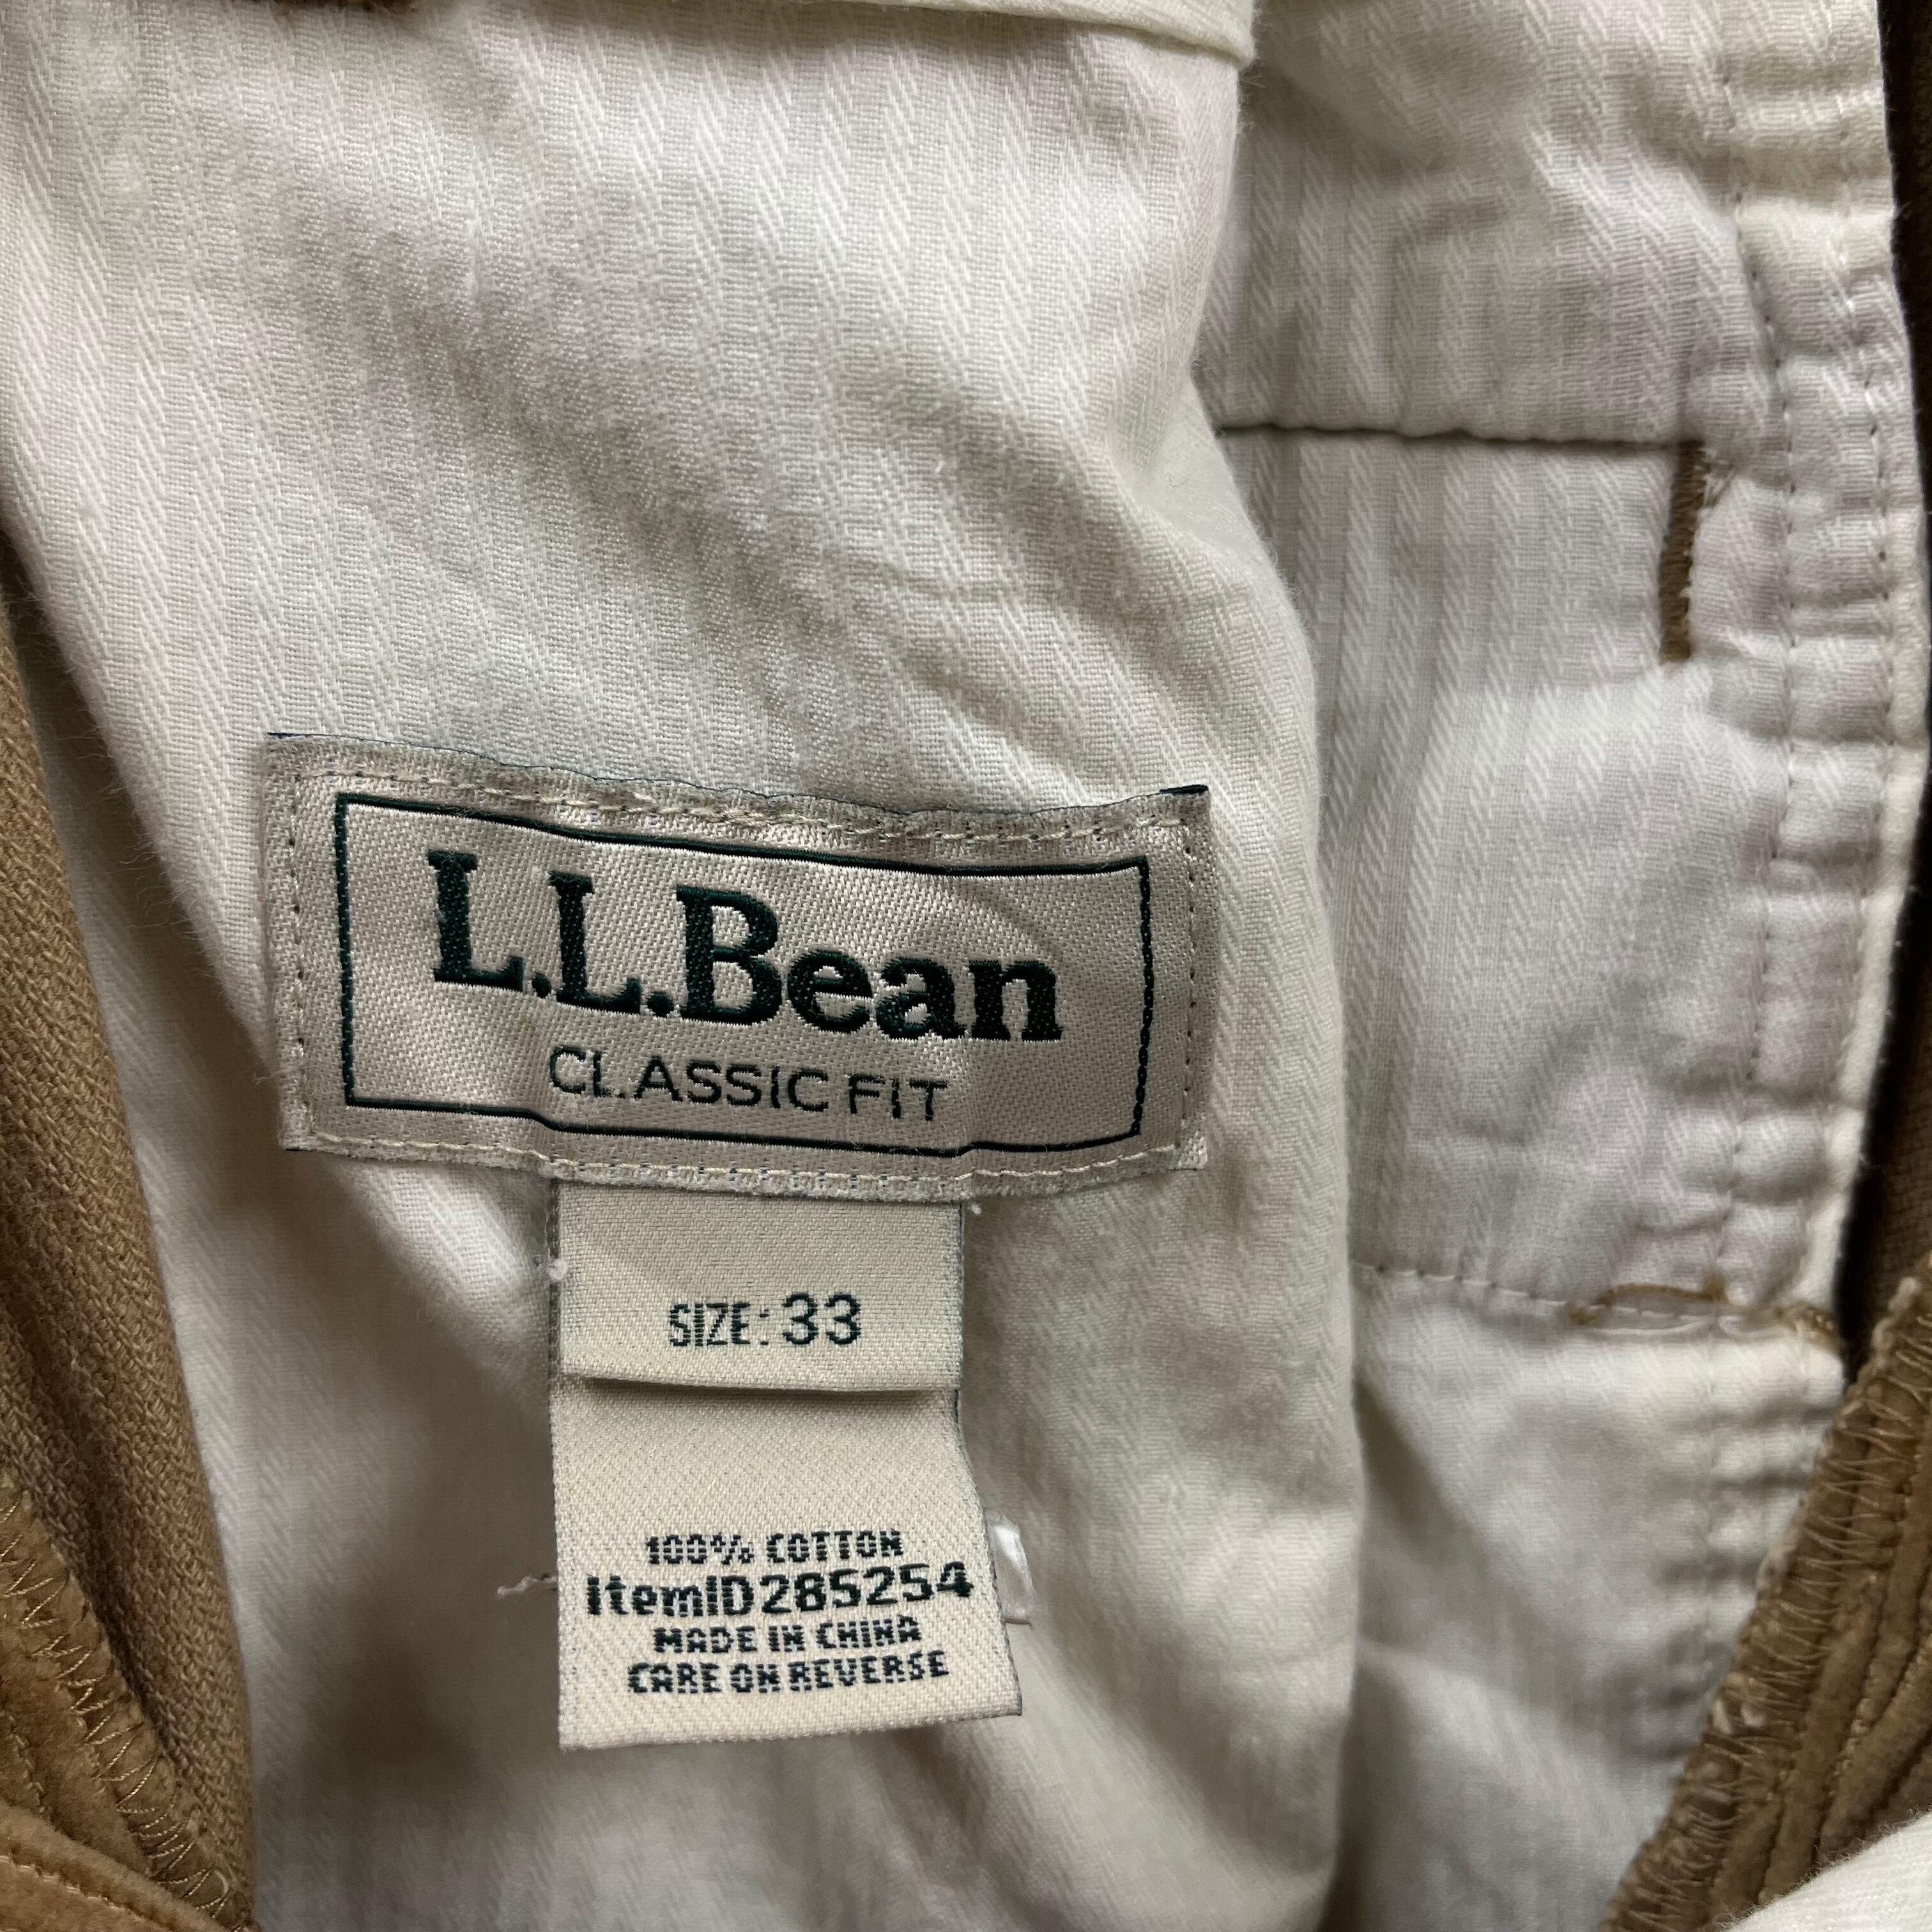 L.L.Bean
CLASSIC FIT
SIZE: 33
100% COTTON
ItemID285254
MADE IN CHINA
CARE ON REVERSE